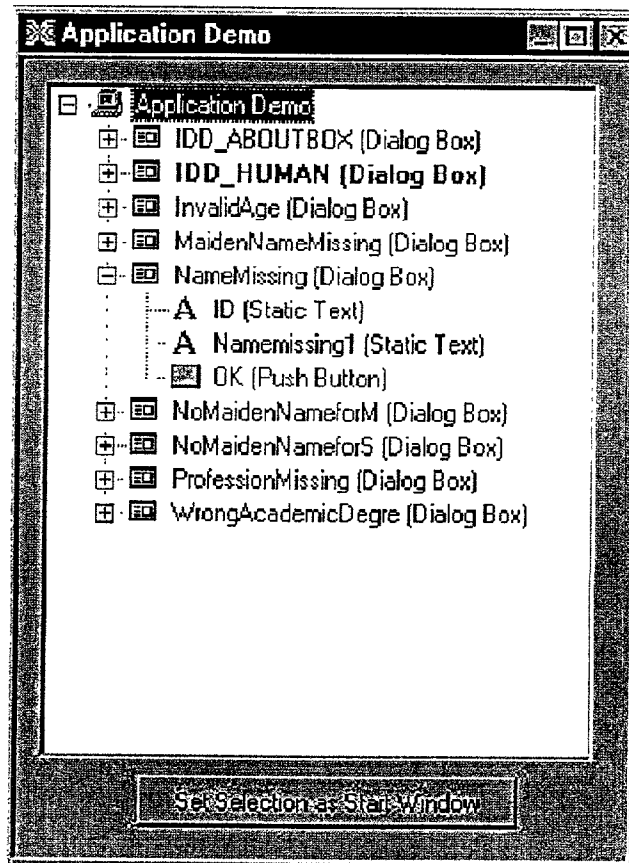 Application Demo
Application Demo
IDD_ABOUTBOX (Dialog Box)
IDD_HUMAN (Dialog Box)
InvalidAge (Dialog Box)
MaidenNameMissing (Dialog Box)
NameMissing (Dialog Box)
A ID (Static Text)
A Namemissing1 (Static Text)
OK (Push Button)
NoMaidenNameforM (Dialog Box)
NoMaidenNameforS (Dialog Box)
ProfessionMissing (Dialog Box)
WrongAcademicDegre (Dialog Box)
Set Selection as Start Window